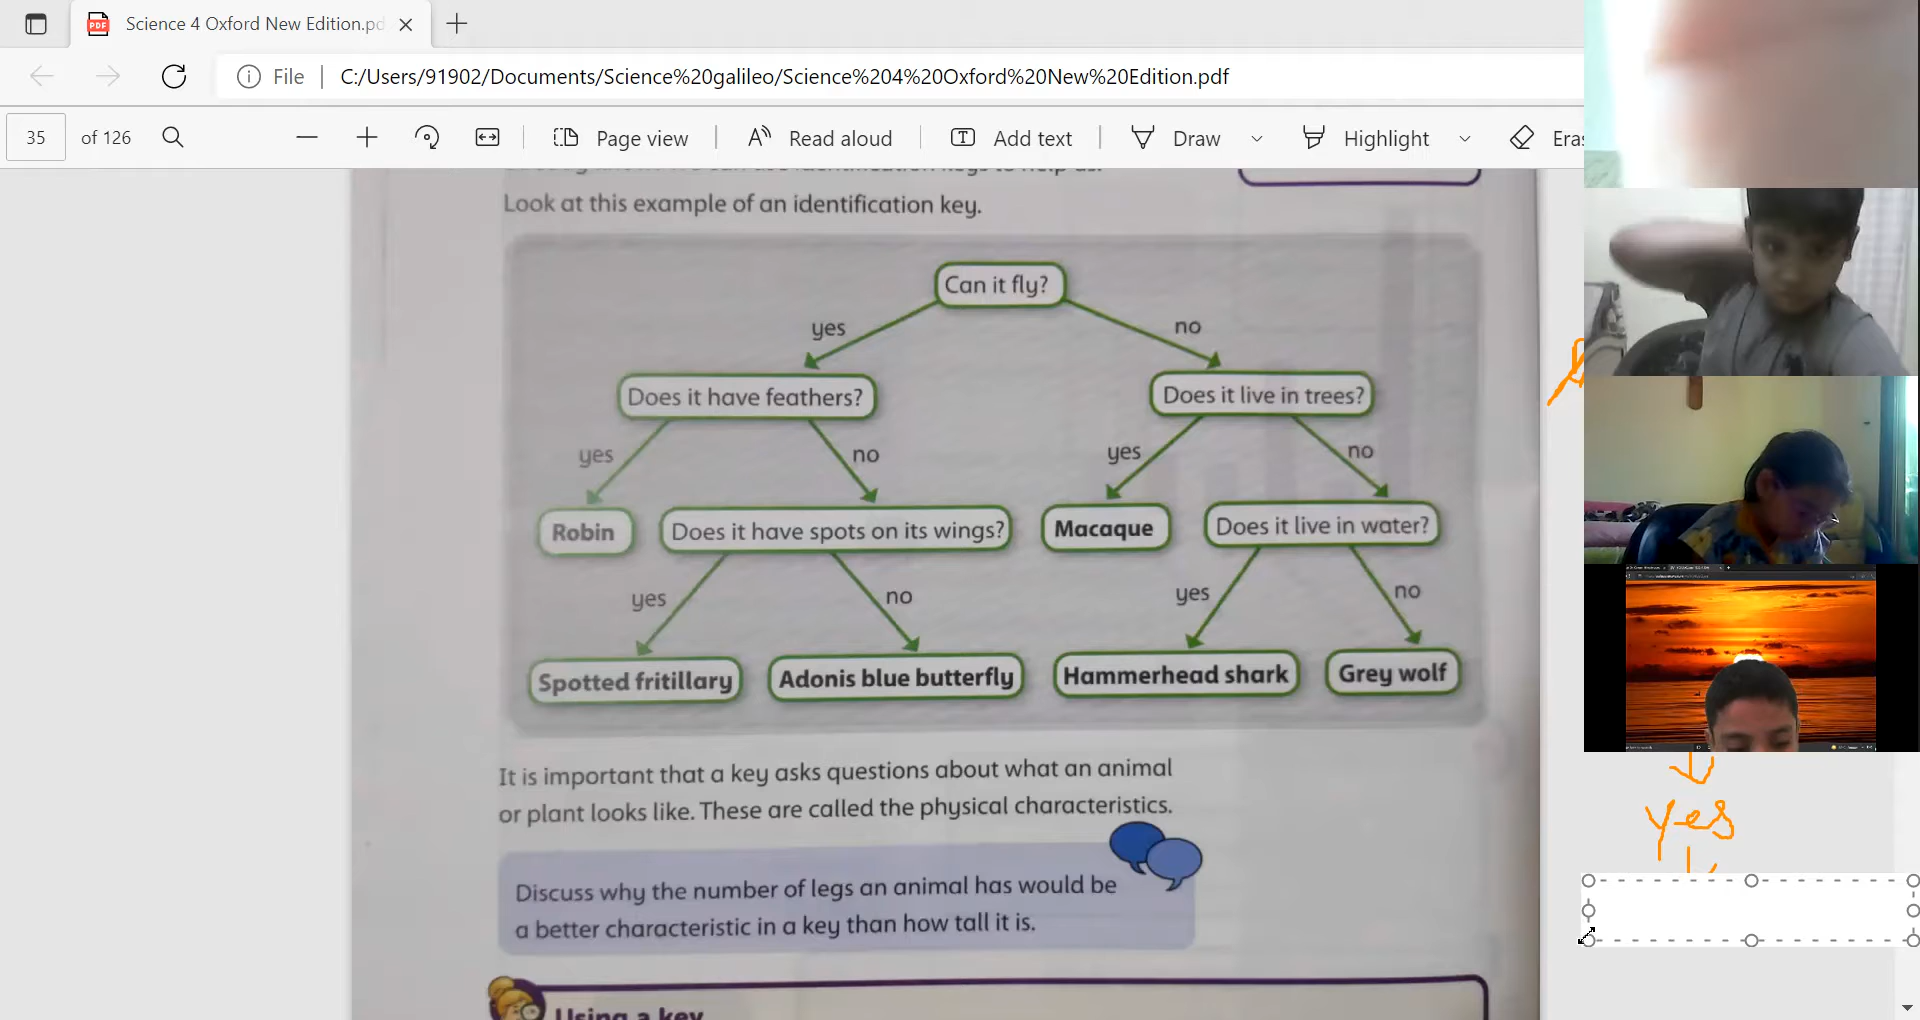 Science 4 Oxford New Edition.pd
File
C:/Users/91902/Documents/Science%20galileo/Science%204%20Oxford%20New%20Edition.pdf
35 of 126
Page view
Read aloud
Add text
Draw
Highlight
Eras
Look at this example of an identification key.
Can it fly?
yes
no
Does it have feathers?
Does it live in trees?
yes
no
yes
no
Robin
Does it have spots on its wings?
Macaque
Does it live in water?
yes
no
yes
no
Spotted fritillary
Adonis blue butterfly
Hammerhead shark
Grey wolf
It is important that a key asks questions about what an animal
or plant looks like. These are called the physical characteristics.
Discuss why the number of legs an animal has would be
a better characteristic in a key than how tall it is.
Using a key
yes